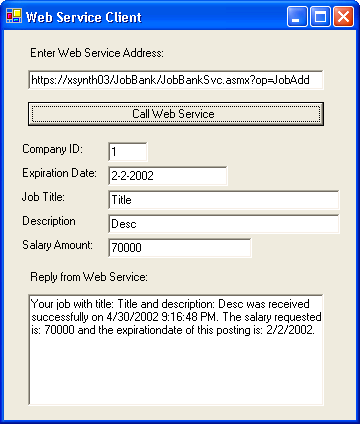 Web Service Client
Enter Web Service Address:
https://xsynth03/JobBank/JobBankSvc.asmx?op=JobAdd
Call Web Service
Company ID: 1
Expiration Date: 2-2-2002
Job Title: Title
Description Desc
Salary Amount: 70000
Reply from Web Service:
Your job with title: Title and description: Desc was received
successfully on 4/30/2002 9:16:48 PM. The salary requested
is: 70000 and the expirationdate of this posting is: 2/2/2002.